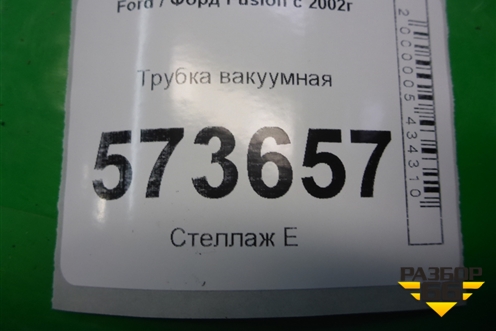 Ford / Форд Fusion с 2002г
Трубка вакуумная
573657
Стеллаж Е
2000005434310
РАЗБОР